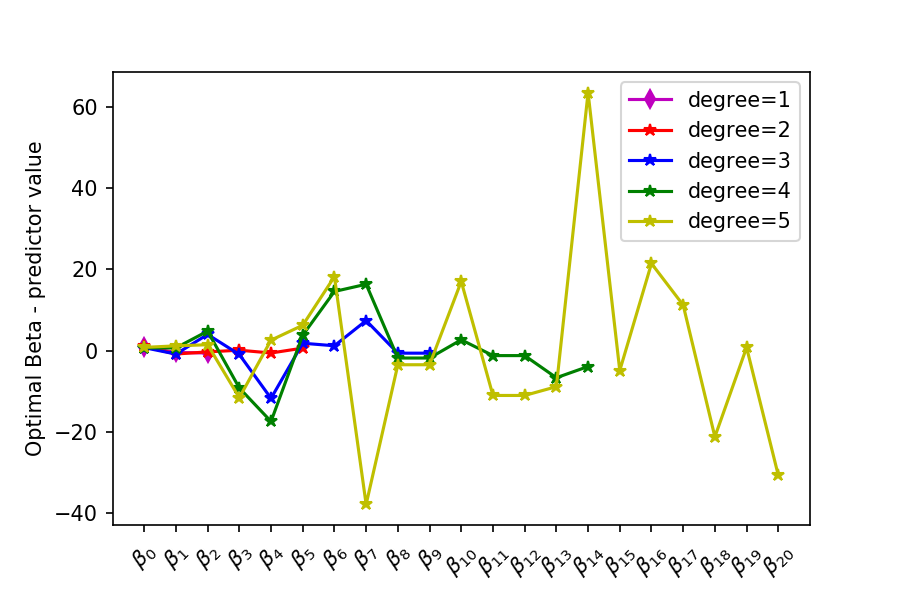 Optimal Beta - predictor value
60
40
20
0
−20
−40
degree=1
degree=2
degree=3
degree=4
degree=5
β₀ β₁ β₂ β₃ β₄ β₅ β₆ β₇ β₈ β₉ β₁₀ β₁₁ β₁₂ β₁₃ β₁₄ β₁₅ β₁₆ β₁₇ β₁₈ β₁₉ β₂₀